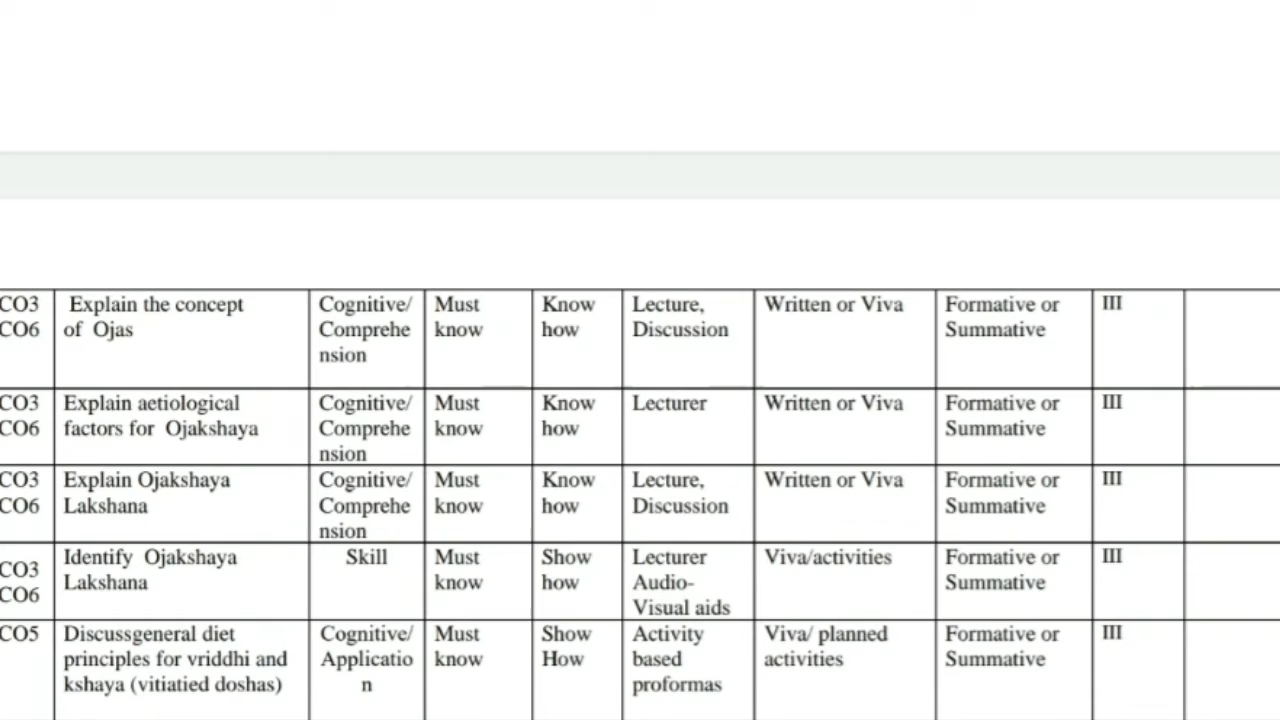 CO3 Explain the concept Cognitive/ Must Know Lecture, Written or Viva Formative or III
CO6 of Ojas Comprehe know how Discussion Summative
nsion
CO3 Explain aetiological Cognitive/ Must Know Lecturer Written or Viva Formative or III
CO6 factors for Ojakshaya Comprehe know how Summative
nsion
CO3 Explain Ojakshaya Cognitive/ Must Know Lecture, Written or Viva Formative or III
CO6 Lakshana Comprehe know how Discussion Summative
nsion
CO3 Identify Ojakshaya Skill Must Show Lecturer Viva/activities Formative or III
CO6 Lakshana know how Audio- Summative
Visual aids
CO5 Discussgeneral diet Cognitive/ Must Show Activity Viva/ planned Formative or III
principles for vriddhi and Applicatio know How based activities Summative
kshaya (vitiatied doshas) n proformas